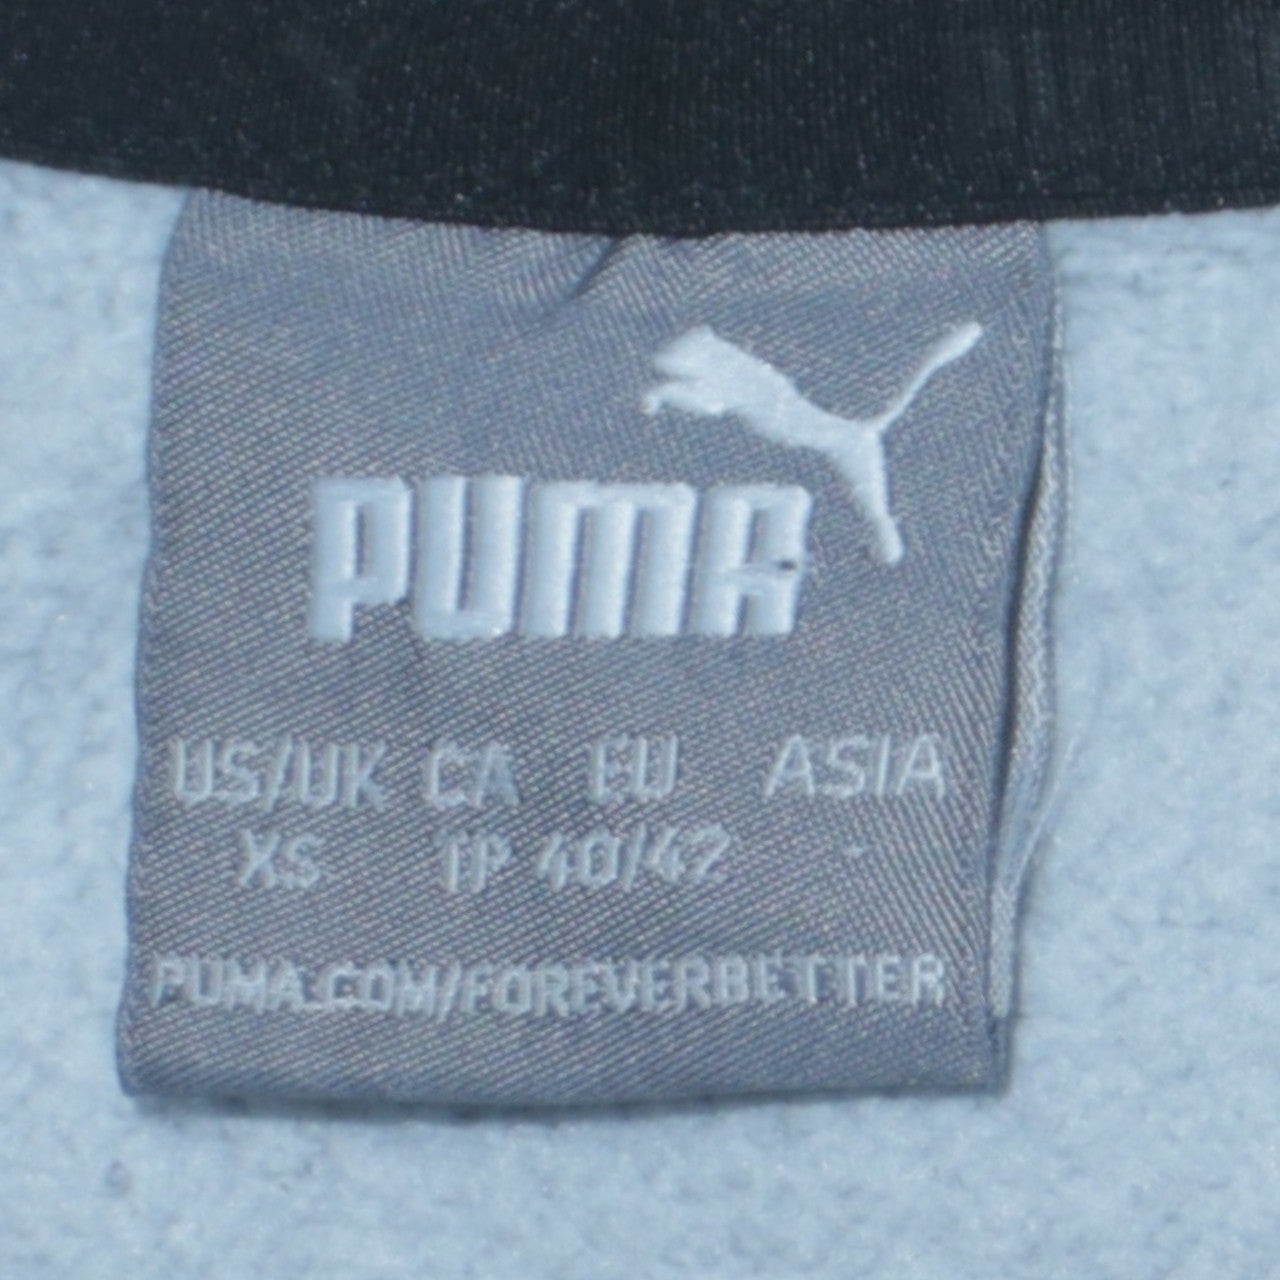 PUMA
US/UK CA EU ASIA
XS TP 40/42 -
PUMA.COM/FOREVERBETTER